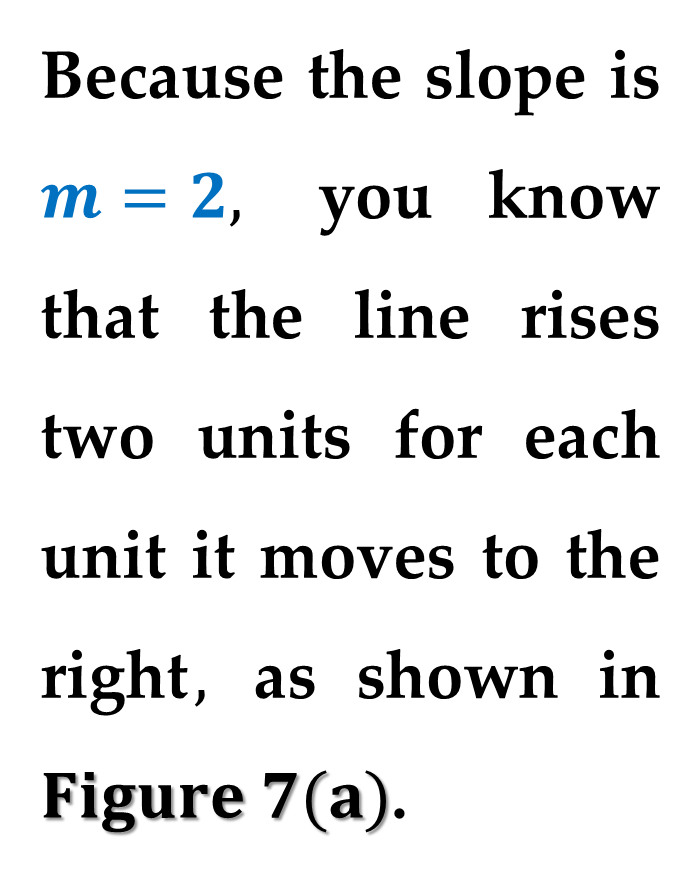 Because the slope is
m = 2, you know
that the line rises
two units for each
unit it moves to the
right, as shown in
Figure 7(a).